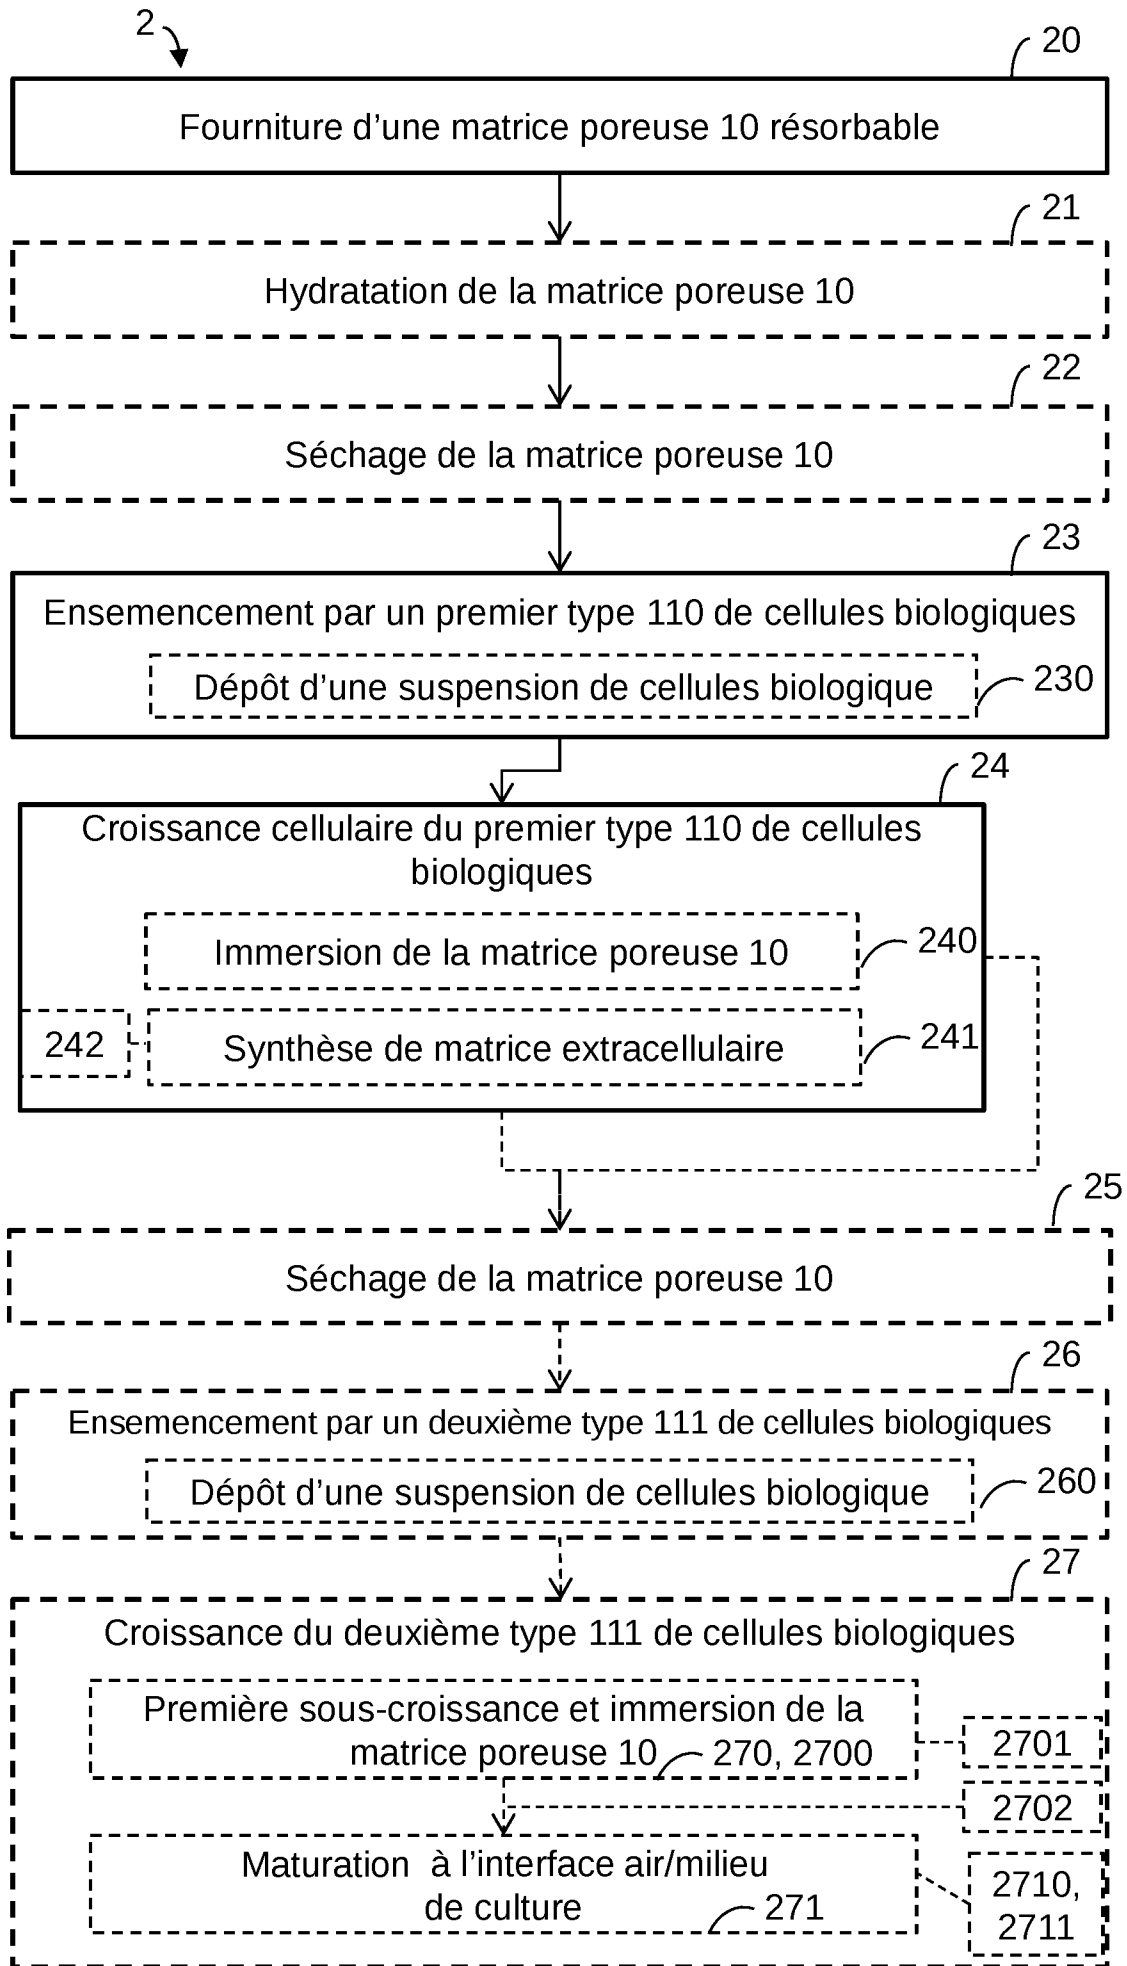 2
20
Fourniture d’une matrice poreuse 10 résorbable
21
Hydratation de la matrice poreuse 10
22
Séchage de la matrice poreuse 10
23
Ensemencement par un premier type 110 de cellules biologiques
Dépôt d’une suspension de cellules biologique
230
24
Croissance cellulaire du premier type 110 de cellules
biologiques
Immersion de la matrice poreuse 10
240
242
Synthèse de matrice extracellulaire
241
25
Séchage de la matrice poreuse 10
26
Ensemencement par un deuxième type 111 de cellules biologiques
Dépôt d’une suspension de cellules biologique
260
27
Croissance du deuxième type 111 de cellules biologiques
Première sous-croissance et immersion de la
matrice poreuse 10
270, 2700
2701
2702
Maturation à l’interface air/milieu
de culture
271
2710,
2711